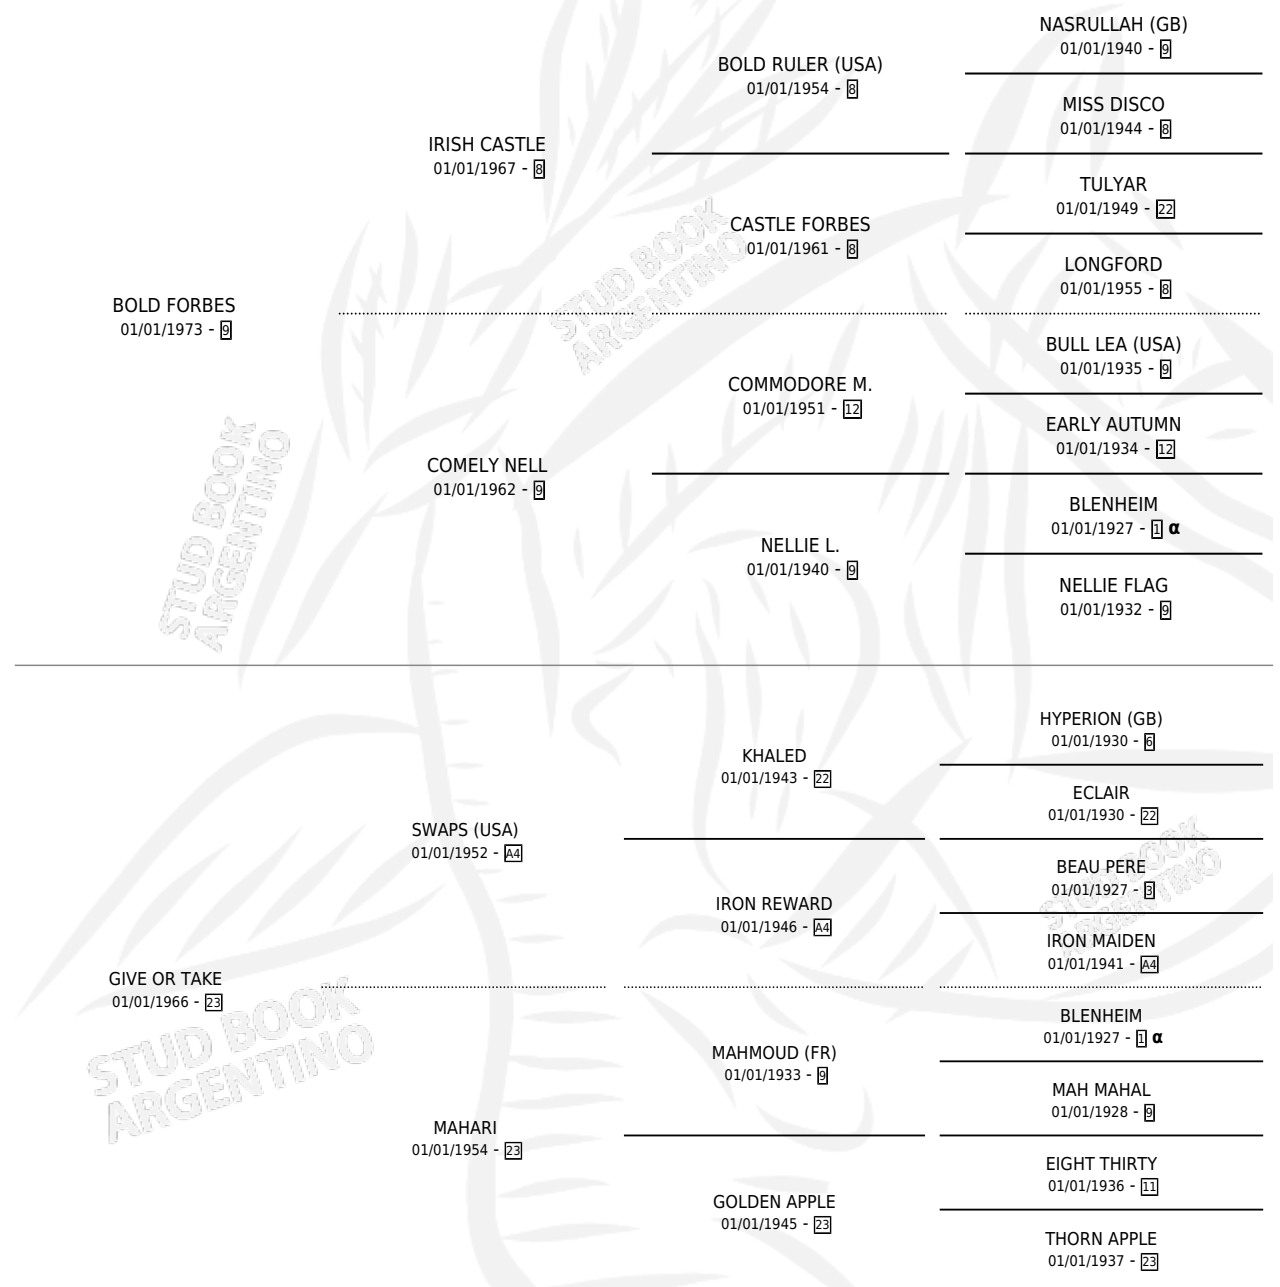 NASRULLAH (GB)
01/01/1940 - 9
BOLD RULER (USA)
01/01/1954 - 8
MISS DISCO
01/01/1944 - 8
IRISH CASTLE
01/01/1967 - 8
TULYAR
01/01/1949 - 22
CASTLE FORBES
01/01/1961 - 8
LONGFORD
01/01/1955 - 8
BOLD FORBES
01/01/1973 - 9
BULL LEA (USA)
01/01/1935 - 9
COMMODORE M.
01/01/1951 - 12
EARLY AUTUMN
01/01/1934 - 12
COMELY NELL
01/01/1962 - 9
BLENHEIM
01/01/1927 - 1 α
NELLIE L.
01/01/1940 - 9
NELLIE FLAG
01/01/1932 - 9
HYPERION (GB)
01/01/1930 - 6
KHALED
01/01/1943 - 22
ECLAIR
01/01/1930 - 22
SWAPS (USA)
01/01/1952 - A4
BEAU PERE
01/01/1927 - 3
IRON REWARD
01/01/1946 - A4
IRON MAIDEN
01/01/1941 - A4
GIVE OR TAKE
01/01/1966 - 23
BLENHEIM
01/01/1927 - 1 α
MAHMOUD (FR)
01/01/1933 - 9
MAH MAHAL
01/01/1928 - 9
MAHARI
01/01/1954 - 23
EIGHT THIRTY
01/01/1936 - 11
GOLDEN APPLE
01/01/1945 - 23
THORN APPLE
01/01/1937 - 23
STUD BOOK
ARGENTINO
STUD BOOK
ARGENTINO
STUD BOOK
ARGENTINO
STUD BOOK
ARGENTINO